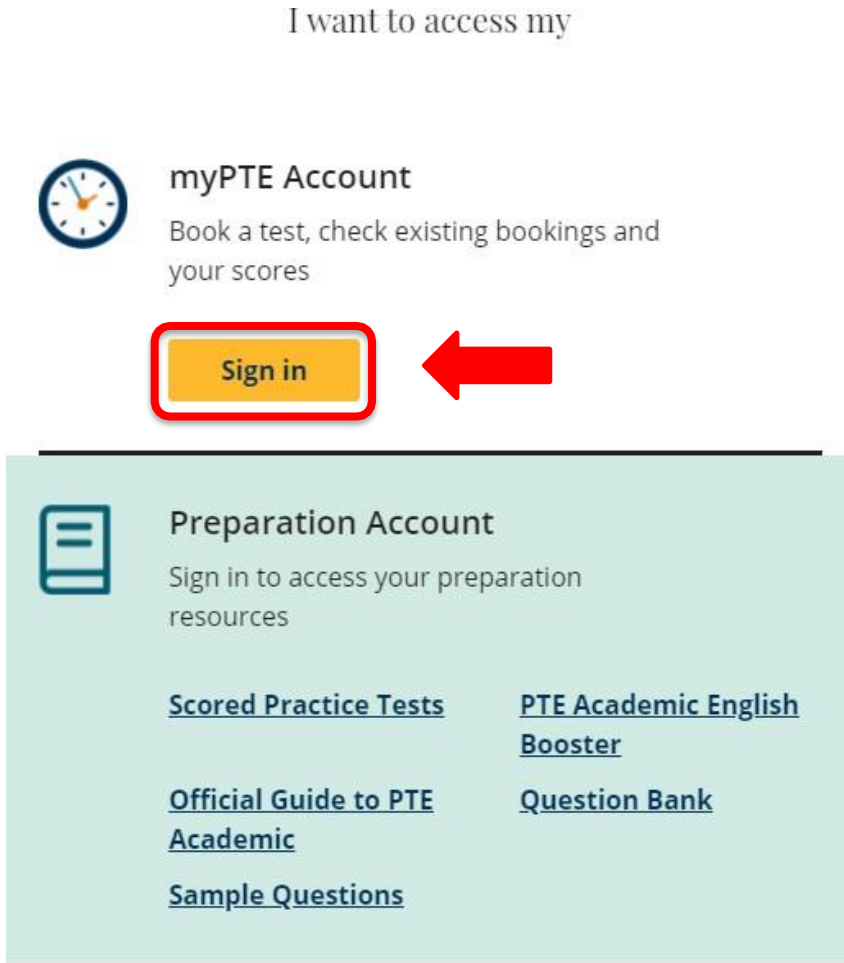 I want to access my
myPTE Account
Book a test, check existing bookings and
your scores
Sign in
Preparation Account
Sign in to access your preparation
resources
Scored Practice Tests
PTE Academic English
Booster
Official Guide to PTE
Academic
Question Bank
Sample Questions